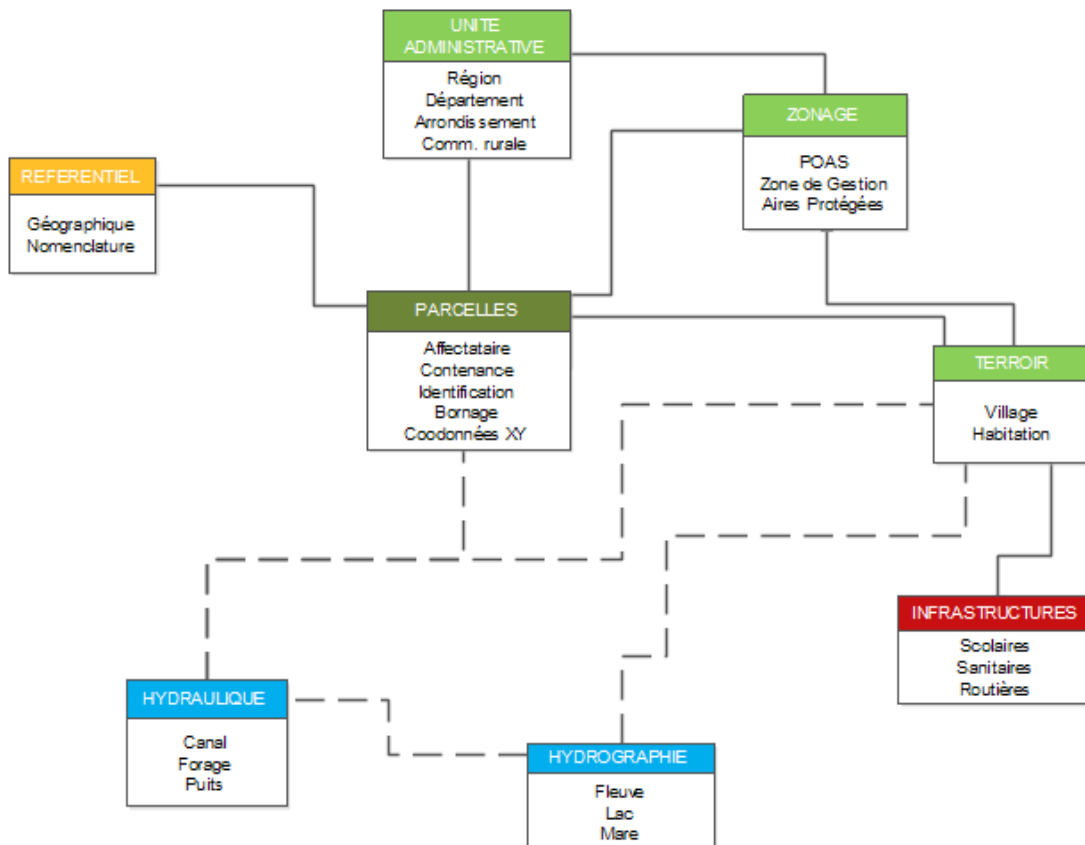 UNITE
ADMINISTRATIVE
Région
Département
Arrondissement
Comm. rurale
ZONAGE
POAS
Zone de Gestion
Aires Protégées
REFERENTIEL
Géographique
Nomenclature
PARCELLES
Affectataire
Contenance
Identification
Bornage
Coodonnées XY
TERROIR
Village
Habitation
INFRASTRUCTURES
Scolaires
Sanitaires
Routières
HYDRAULIQUE
Canal
Forage
Puits
HYDROGRAPHIE
Fleuve
Lac
Mare